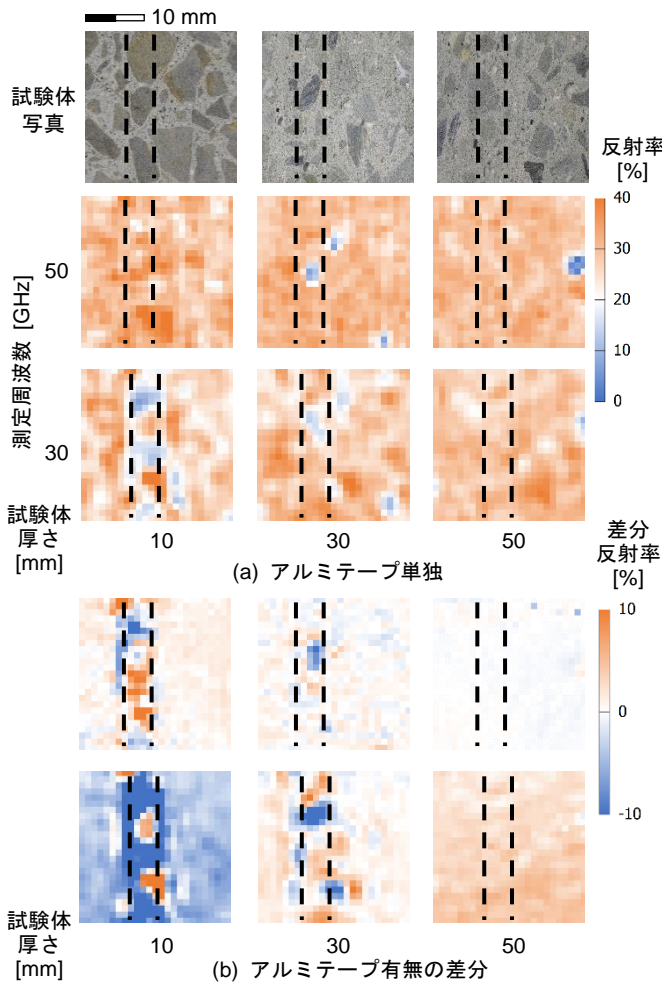 10 mm
試験体
写真
反射率
[%]
40
30
20
10
0
測定周波数 [GHz]
50
30
試験体
厚さ
[mm]
10
30
50
(a) アルミテープ単独
差分
反射率
[%]
10
0
-10
試験体
厚さ
[mm]
10
30
50
(b) アルミテープ有無の差分